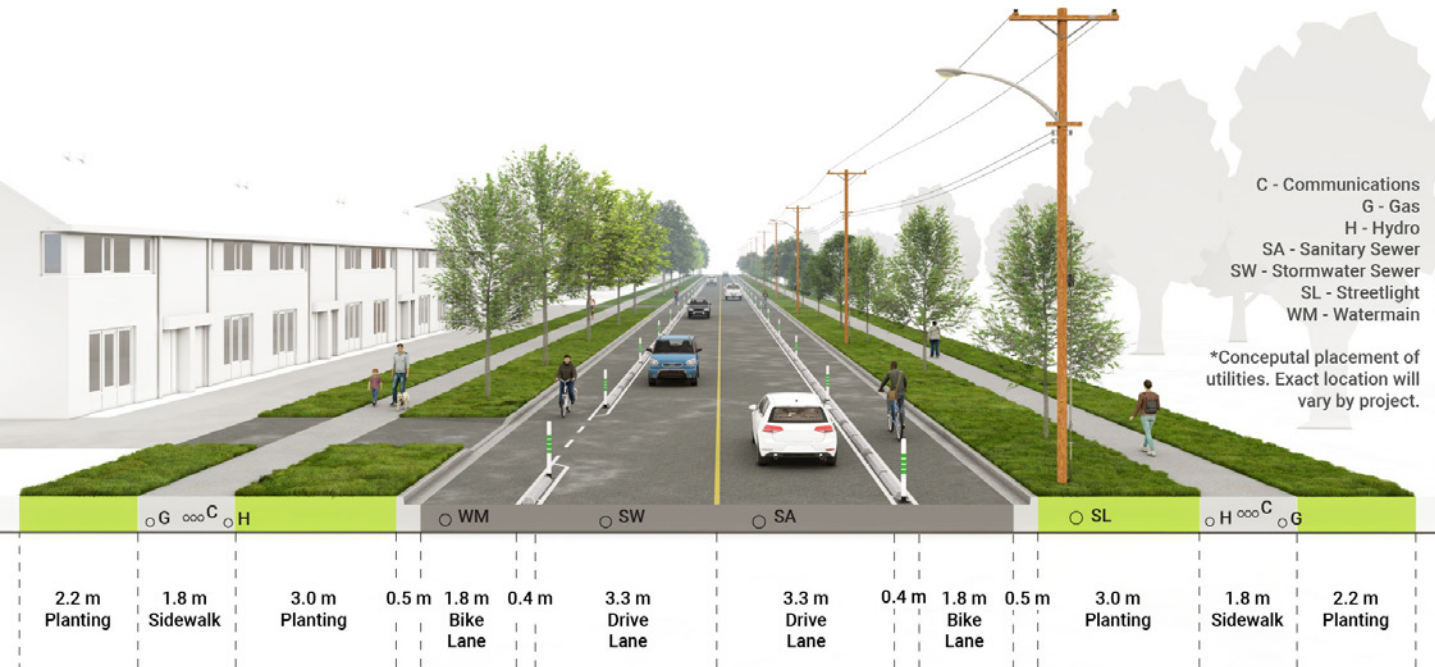 C - Communications
G - Gas
H - Hydro
SA - Sanitary Sewer
SW - Stormwater Sewer
SL - Streetlight
WM - Watermain
*Conceputal placement of
utilities. Exact location will
vary by project.
G C H WM SW SA SL H C G
2.2 m
Planting
1.8 m
Sidewalk
3.0 m
Planting
0.5 m
1.8 m
Bike
Lane
0.4 m
3.3 m
Drive
Lane
3.3 m
Drive
Lane
0.4 m
1.8 m
Bike
Lane
0.5 m
3.0 m
Planting
1.8 m
Sidewalk
2.2 m
Planting